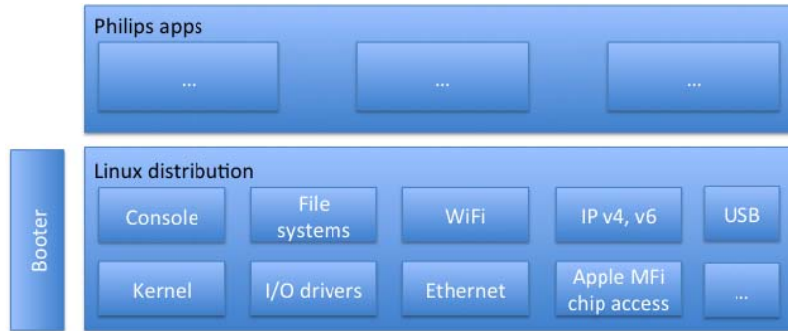 Philips apps
...
...
...
Booter
Linux distribution
Console
File
systems
WiFi
IP v4, v6
USB
Kernel
I/O drivers
Ethernet
Apple MFi
chip access
...